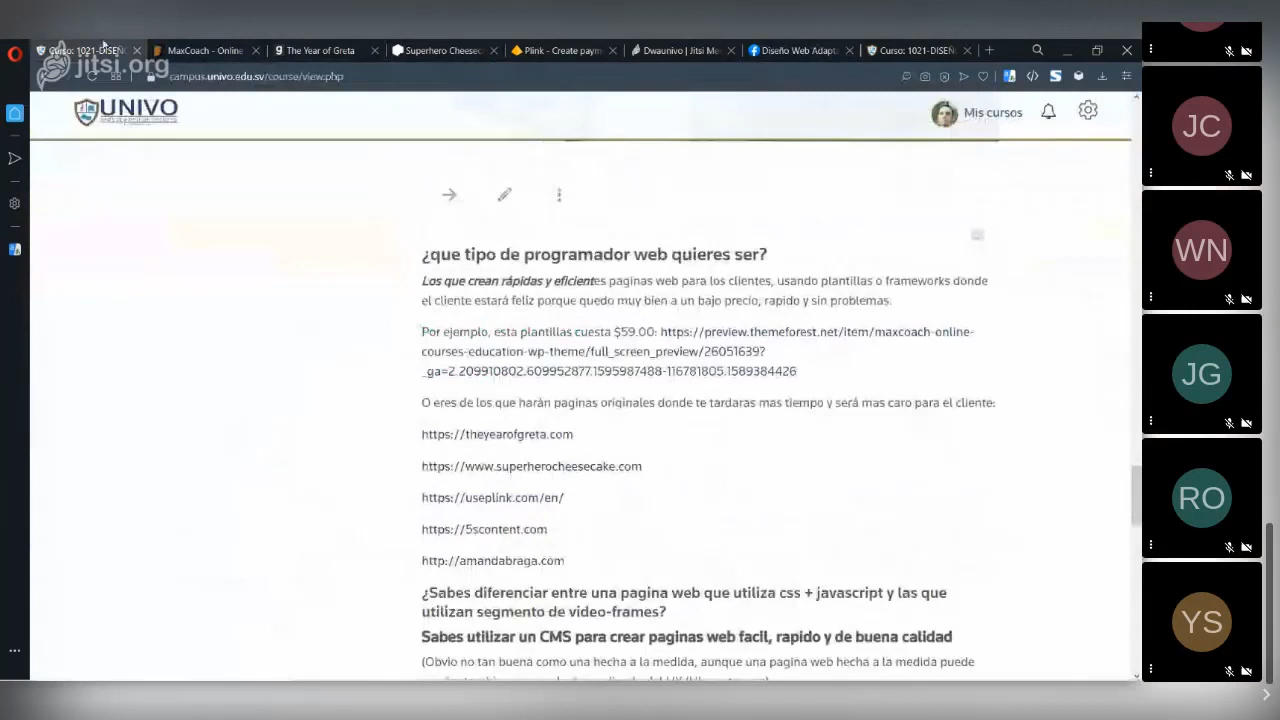 Curso: 1021-DISEÑ
MaxCoach - Online
The Year of Greta
Superhero Cheesec
Plink - Create paym
Dwaunivo | Jitsi Me
Diseño Web Adapta
Curso: 1021-DISEÑ
jitsi.org
campus.univo.edu.sv/course/view.php
UNIVO
Mis cursos
¿que tipo de programador web quieres ser?
Los que crean rápidas y eficientes paginas web para los clientes, usando plantillas o frameworks donde
el cliente estará feliz porque quedo muy bien a un bajo precio, rapido y sin problemas.
Por ejemplo, esta plantillas cuesta $59.00: https://preview.themeforest.net/item/maxcoach-online-
courses-education-wp-theme/full_screen_preview/26051639?
_ga=2.209910802.609952877.1595987488-116781805.1589384426
O eres de los que harán paginas originales donde te tardaras mas tiempo y será mas caro para el cliente:
https://theyearofgreta.com
https://www.superherocheesecake.com
https://useplink.com/en/
https://5scontent.com
http://amandabraga.com
¿Sabes diferenciar entre una pagina web que utiliza css + javascript y las que
utilizan segmento de video-frames?
Sabes utilizar un CMS para crear paginas web facil, rapido y de buena calidad
(Obvio no tan buena como una hecha a la medida, aunque una pagina web hecha a la medida puede
JC
WN
JG
RO
YS